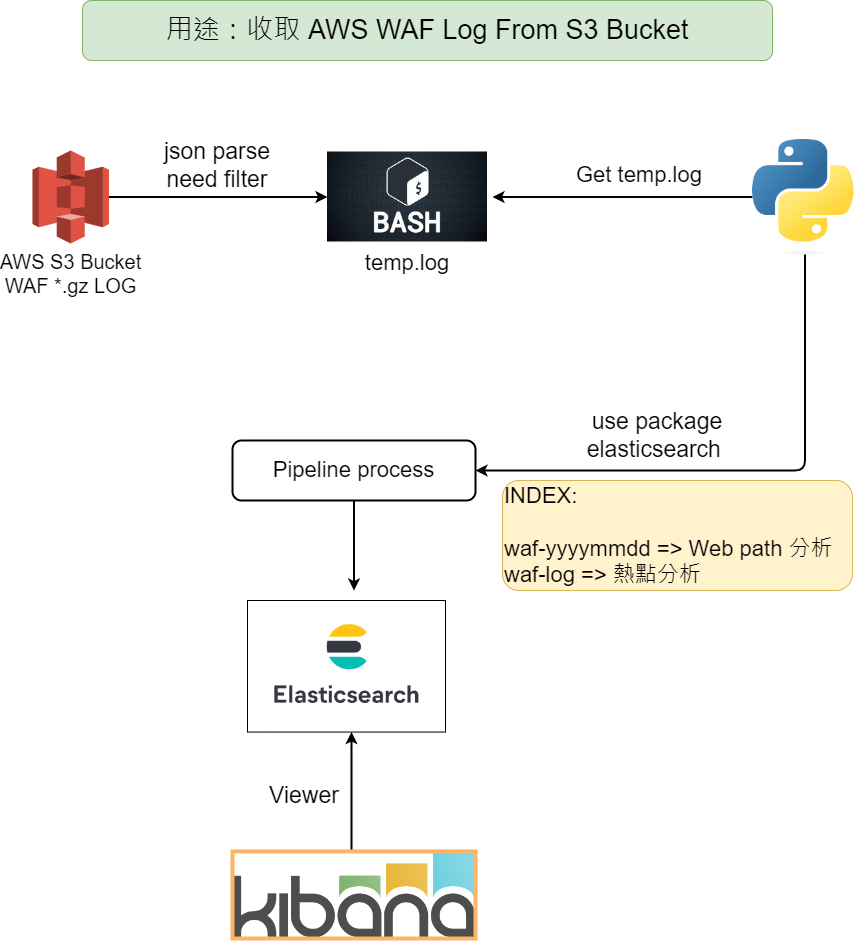 用途：收取 AWS WAF Log From S3 Bucket
json parse
need filter
Get temp.log
$
BASH
AWS S3 Bucket
WAF *.gz LOG
temp.log
use package
elasticsearch
Pipeline process
INDEX:
waf-yyyymmdd => Web path 分析
waf-log => 熱點分析
Elasticsearch
Viewer
kibana